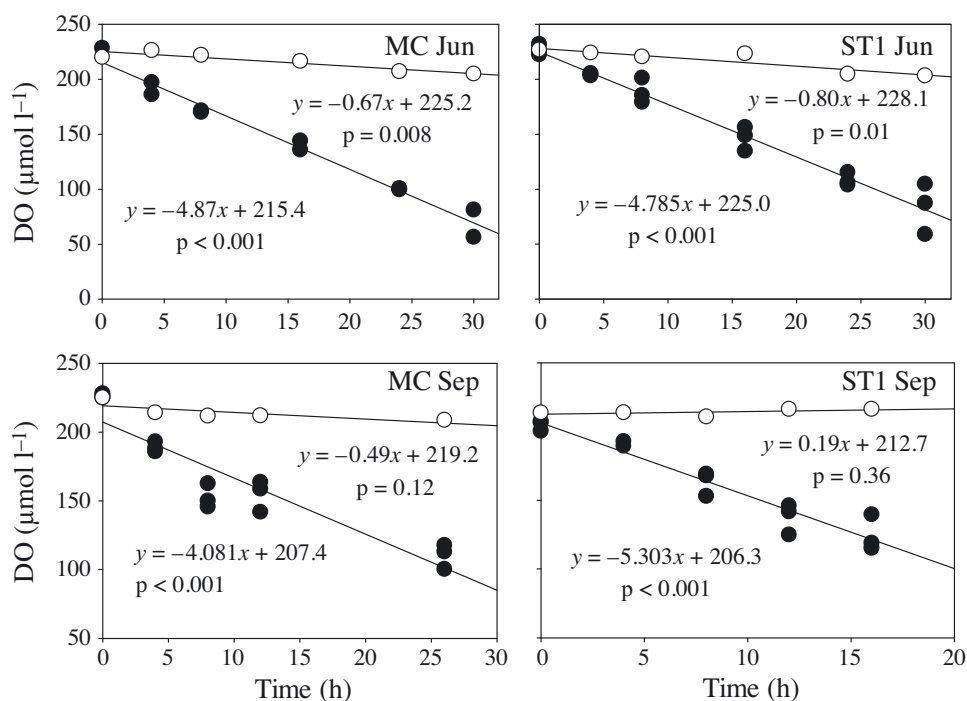 250
200
150
100
50
0
DO (µmol l⁻¹)
MC Jun
y = –0.67x + 225.2
p = 0.008
y = –4.87x + 215.4
p < 0.001
0 5 10 15 20 25 30
ST1 Jun
y = –0.80x + 228.1
p = 0.01
y = –4.785x + 225.0
p < 0.001
0 5 10 15 20 25 30
250
200
150
100
50
DO (µmol l⁻¹)
MC Sep
y = –0.49x + 219.2
p = 0.12
y = –4.081x + 207.4
p < 0.001
0 5 10 15 20 25 30
Time (h)
ST1 Sep
y = 0.19x + 212.7
p = 0.36
y = –5.303x + 206.3
p < 0.001
0 5 10 15 20
Time (h)